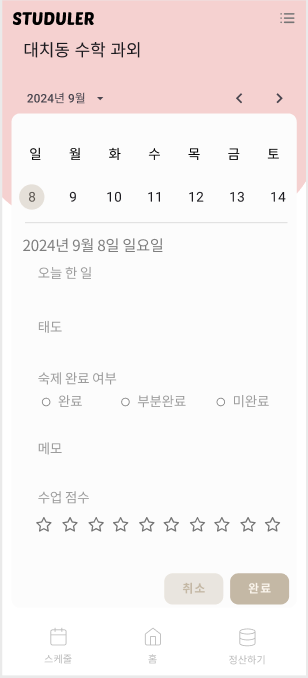 STUDULER
대치동 수학 과외
2024년 9월
일 월 화 수 목 금 토
8 9 10 11 12 13 14
2024년 9월 8일 일요일
오늘 한 일
태도
숙제 완료 여부
완료 부분완료 미완료
메모
수업 점수
취소 완료
스케줄 홈 정산하기